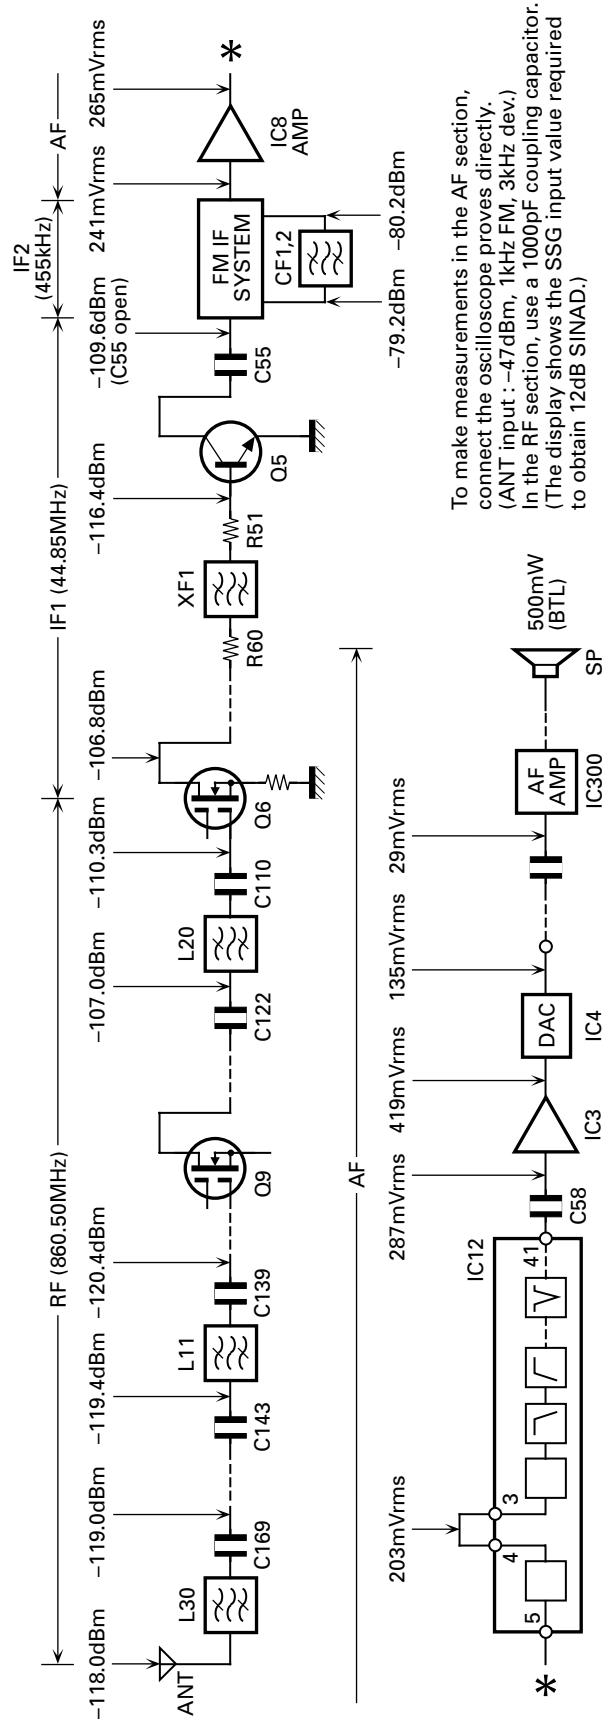 RF (860.50MHz)
IF1 (44.85MHz)
IF2
(455kHz)
AF
–118.0dBm
–119.0dBm
–119.4dBm
–120.4dBm
–107.0dBm
–110.3dBm
–106.8dBm
–116.4dBm
–109.6dBm
(C55 open)
241mVrms
265mVrms
ANT
L30
C169
C143
L11
C139
Q9
C122
L20
C110
Q6
R60
XF1
R51
Q5
C55
FM IF
SYSTEM
CF1,2
–79.2dBm
–80.2dBm
IC8
AMP
*
AF
203mVrms
287mVrms
419mVrms
135mVrms
29mVrms
*
5
4
3
IC12
41
C58
IC3
DAC
IC4
AF
AMP
IC300
SP
500mW
(BTL)
To make measurements in the AF section,
connect the oscilloscope proves directly.
(ANT input : –47dBm, 1kHz FM, 3kHz dev.)
In the RF section, use a 1000pF coupling capacitor.
(The display shows the SSG input value required
to obtain 12dB SINAD.)